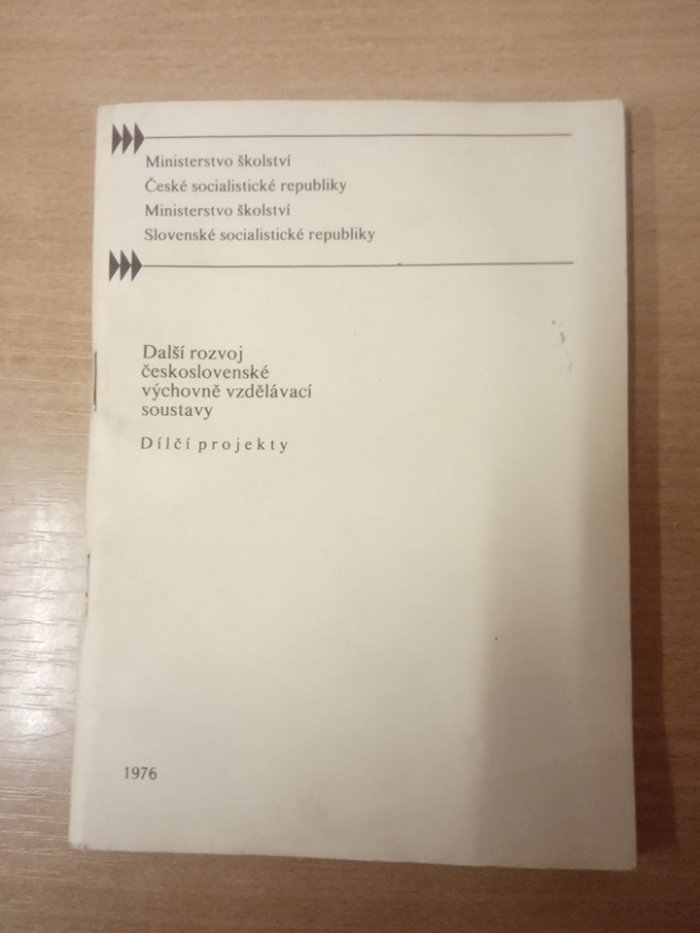 Ministerstvo školství
České socialistické republiky
Ministerstvo školství
Slovenské socialistické republiky
Další rozvoj
československé
výchovně vzdělávací
soustavy
Dílčí projekty
1976